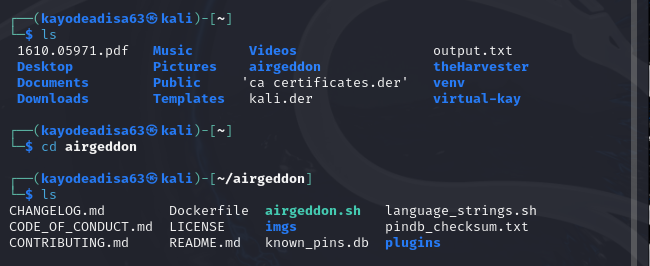 ┌──(kayodeadisa63㉿kali)-[~]
└─$ ls
1610.05971.pdf Music Videos output.txt
Desktop Pictures airgeddon theHarvester
Documents Public 'ca certificates.der' venv
Downloads Templates kali.der virtual-kay
┌──(kayodeadisa63㉿kali)-[~]
└─$ cd airgeddon
┌──(kayodeadisa63㉿kali)-[~/airgeddon]
└─$ ls
CHANGELOG.md Dockerfile airgeddon.sh language_strings.sh
CODE_OF_CONDUCT.md LICENSE imgs pindb_checksum.txt
CONTRIBUTING.md README.md known_pins.db plugins